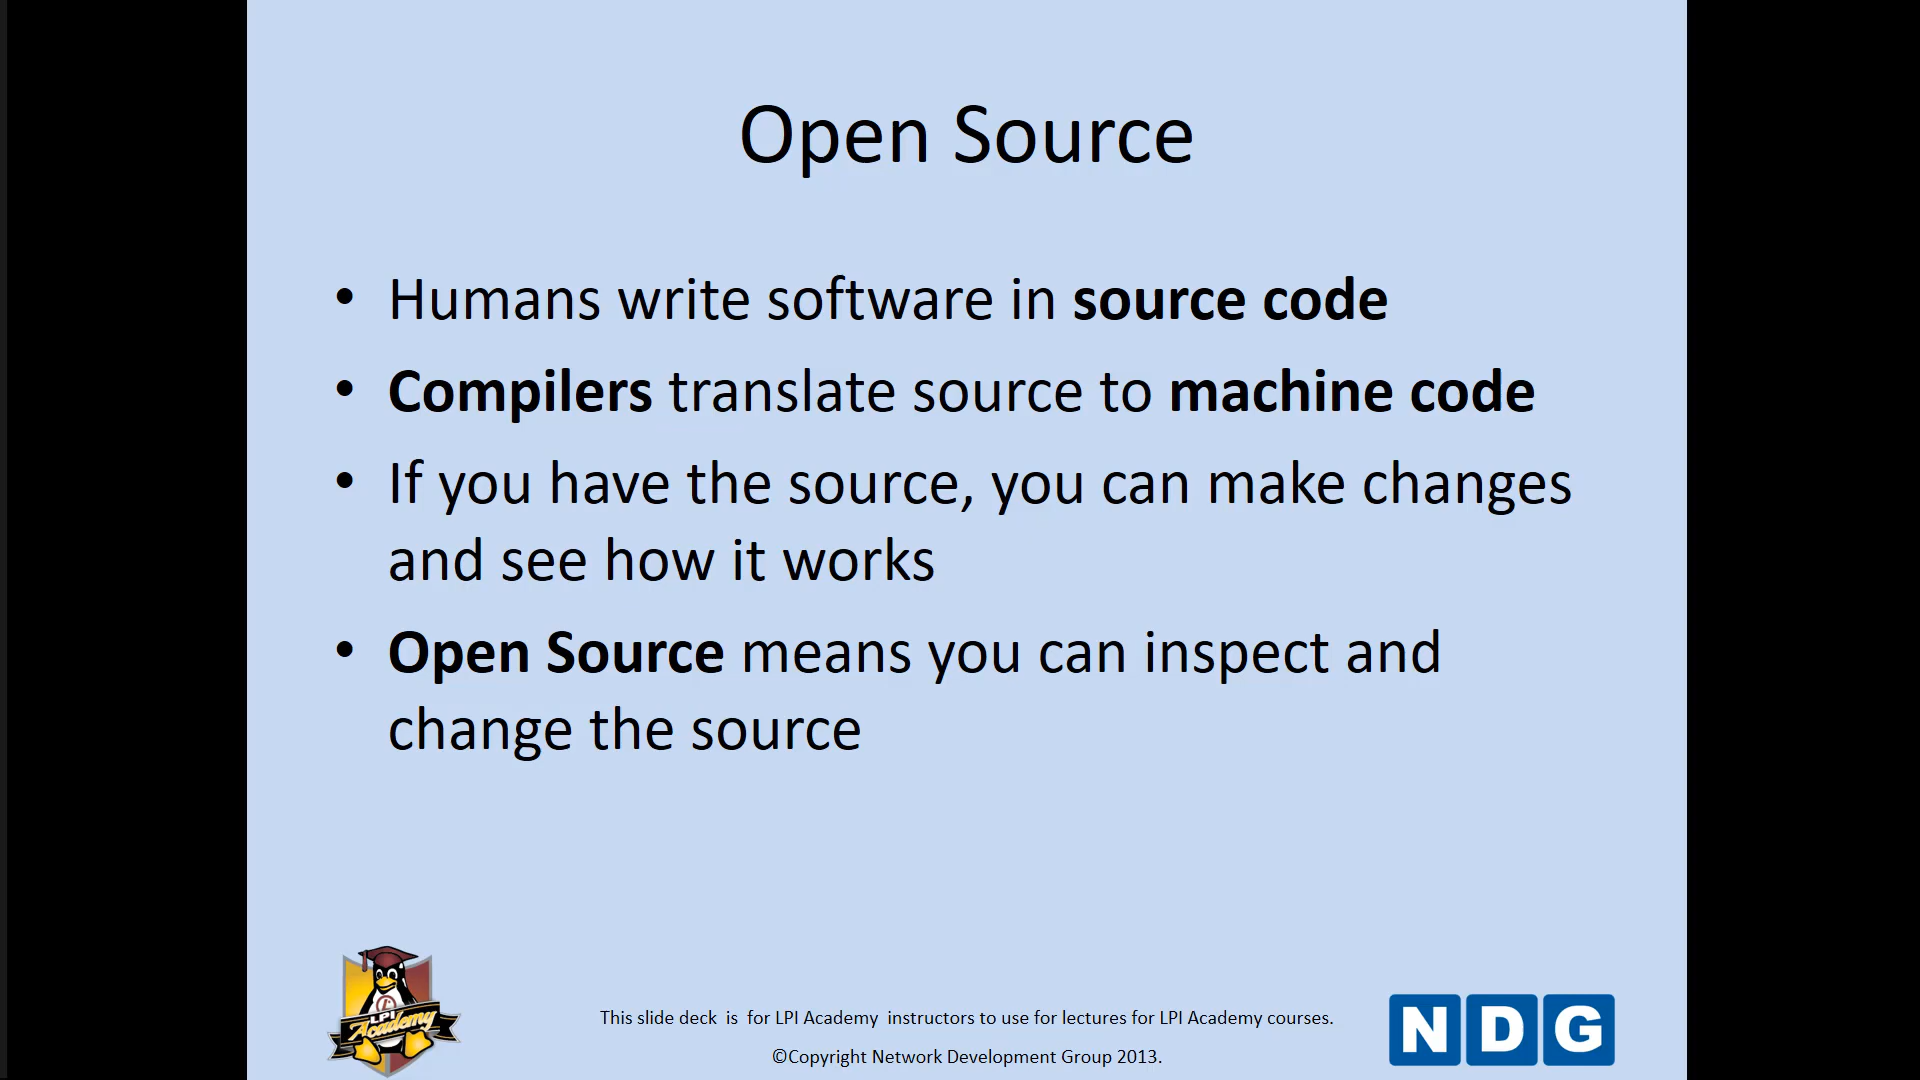 Open Source
• Humans write software in source code
• Compilers translate source to machine code
• If you have the source, you can make changes
and see how it works
• Open Source means you can inspect and
change the source
LPI
Academy
This slide deck is for LPI Academy instructors to use for lectures for LPI Academy courses.
©Copyright Network Development Group 2013.
NDG